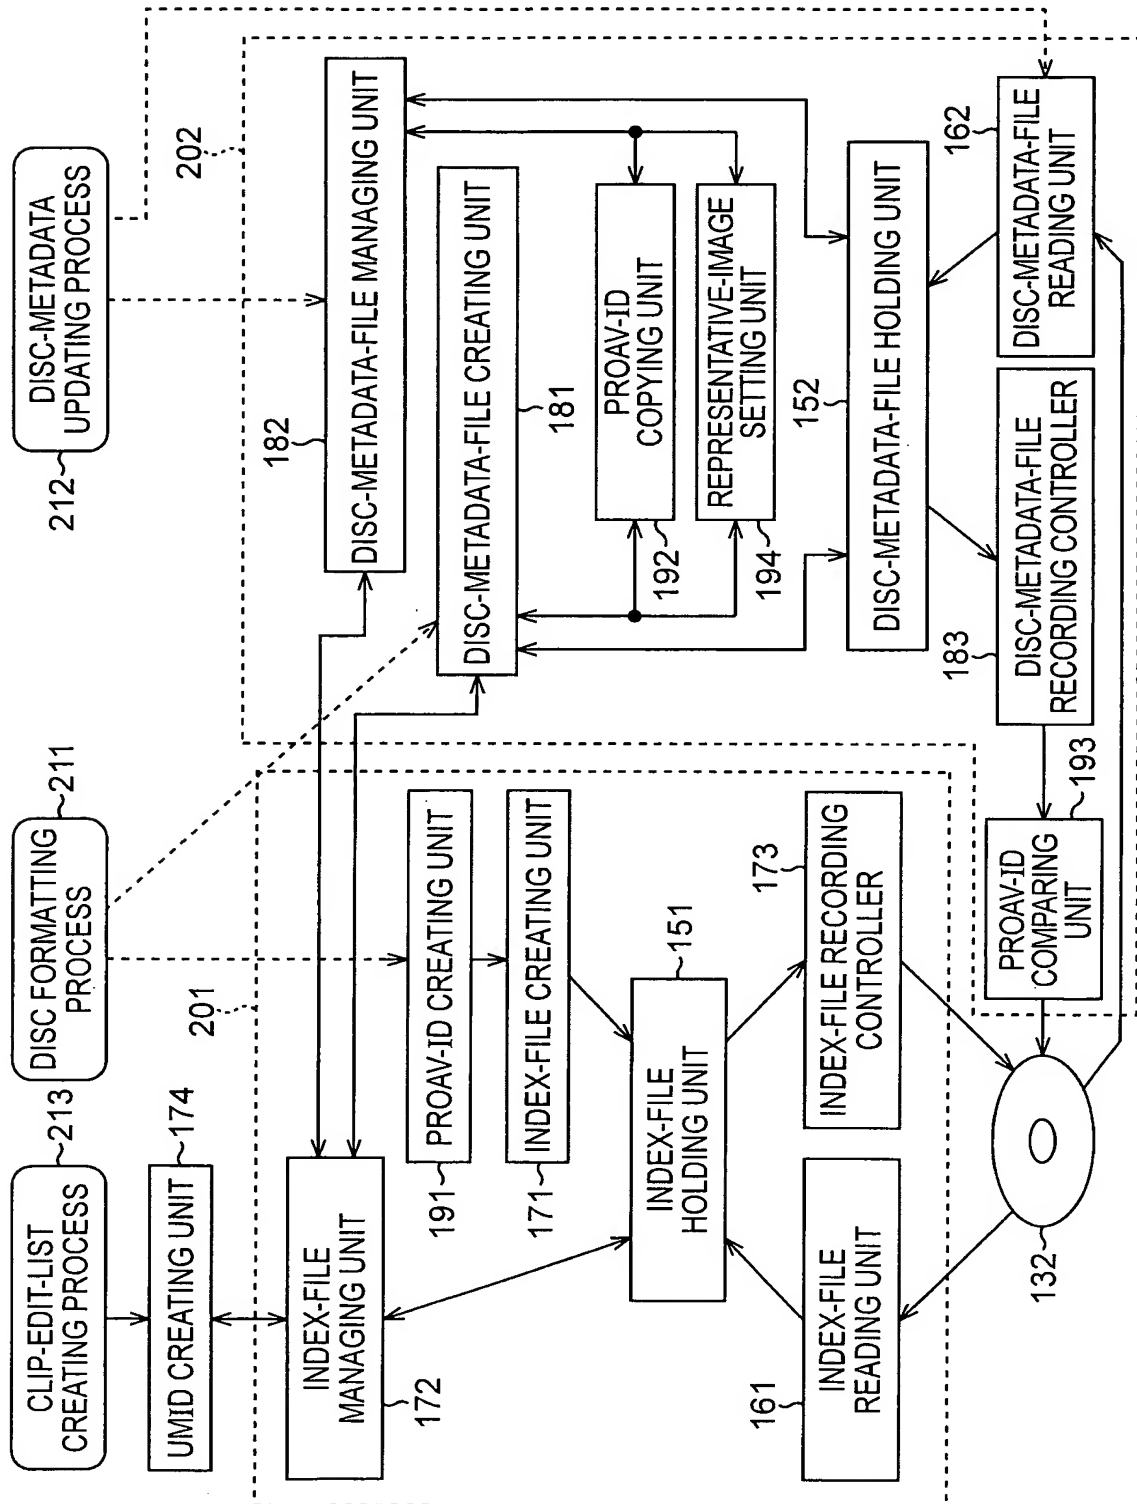 CLIP-EDIT-LIST
CREATING PROCESS
213
UMID CREATING UNIT
174
DISC FORMATTING
PROCESS
211
DISC-METADATA
UPDATING PROCESS
212
201
202
INDEX-FILE
MANAGING UNIT
172
PROAV-ID CREATING UNIT
191
INDEX-FILE CREATING UNIT
171
INDEX-FILE
HOLDING UNIT
151
INDEX-FILE
READING UNIT
161
INDEX-FILE RECORDING
CONTROLLER
173
132
DISC-METADATA-FILE MANAGING UNIT
182
DISC-METADATA-FILE CREATING UNIT
181
PROAV-ID
COPYING UNIT
192
REPRESENTATIVE-IMAGE
SETTING UNIT
194
DISC-METADATA-FILE HOLDING UNIT
152
DISC-METADATA-FILE
RECORDING CONTROLLER
183
DISC-METADATA-FILE
READING UNIT
162
PROAV-ID
COMPARING
UNIT
193